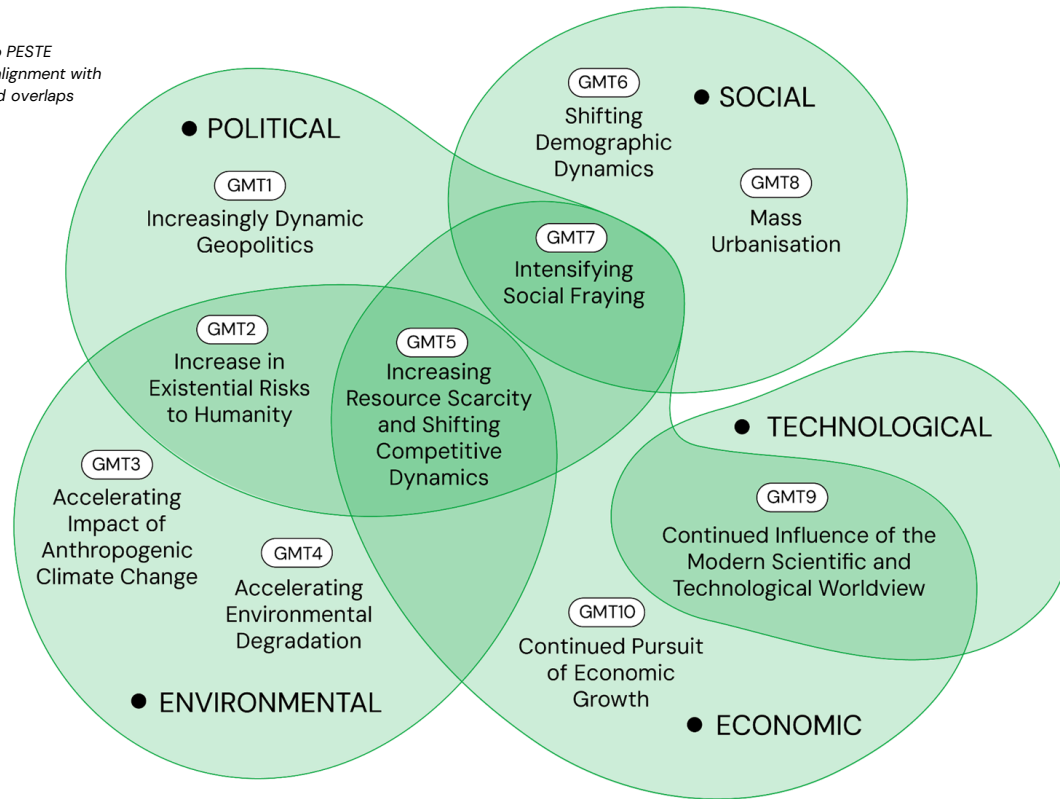 PESTE
alignment with
overlaps
POLITICAL
GMT1
Increasingly Dynamic
Geopolitics
GMT6
Shifting
Demographic
Dynamics
SOCIAL
GMT8
Mass
Urbanisation
GMT7
Intensifying
Social Fraying
GMT2
Increase in
Existential Risks
to Humanity
GMT5
Increasing
Resource Scarcity
and Shifting
Competitive
Dynamics
TECHNOLOGICAL
GMT9
Continued Influence of the
Modern Scientific and
Technological Worldview
GMT3
Accelerating
Impact of
Anthropogenic
Climate Change
GMT4
Accelerating
Environmental
Degradation
ENVIRONMENTAL
GMT10
Continued Pursuit
of Economic
Growth
ECONOMIC